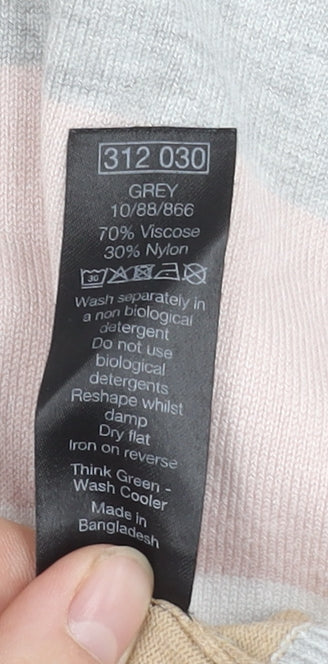 312 030
GREY
10/88/866
70% Viscose
30% Nylon
30
Wash separately in
a non biological
detergent
Do not use
biological
detergents
Reshape whilst
damp
Dry flat
Iron on reverse
Think Green -
Wash Cooler
Made in
Bangladesh